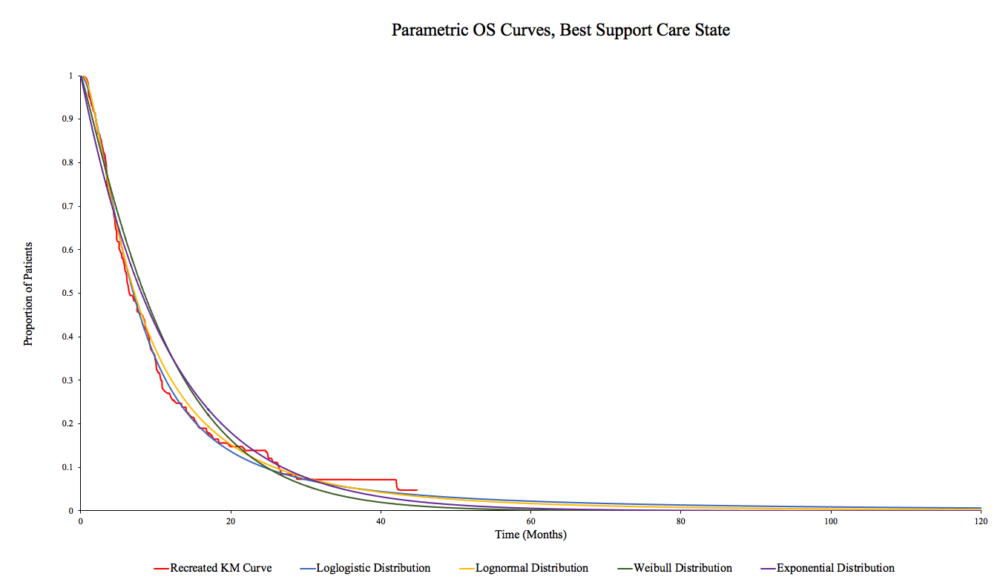 Parametric OS Curves, Best Support Care State
1
0.9
0.8
0.7
0.6
0.5
0.4
0.3
0.2
0.1
0
Proportion of Patients
0 20 40 60 80 100 120
Time (Months)
Recreated KM Curve Loglogistic Distribution Lognormal Distribution Weibull Distribution Exponential Distribution